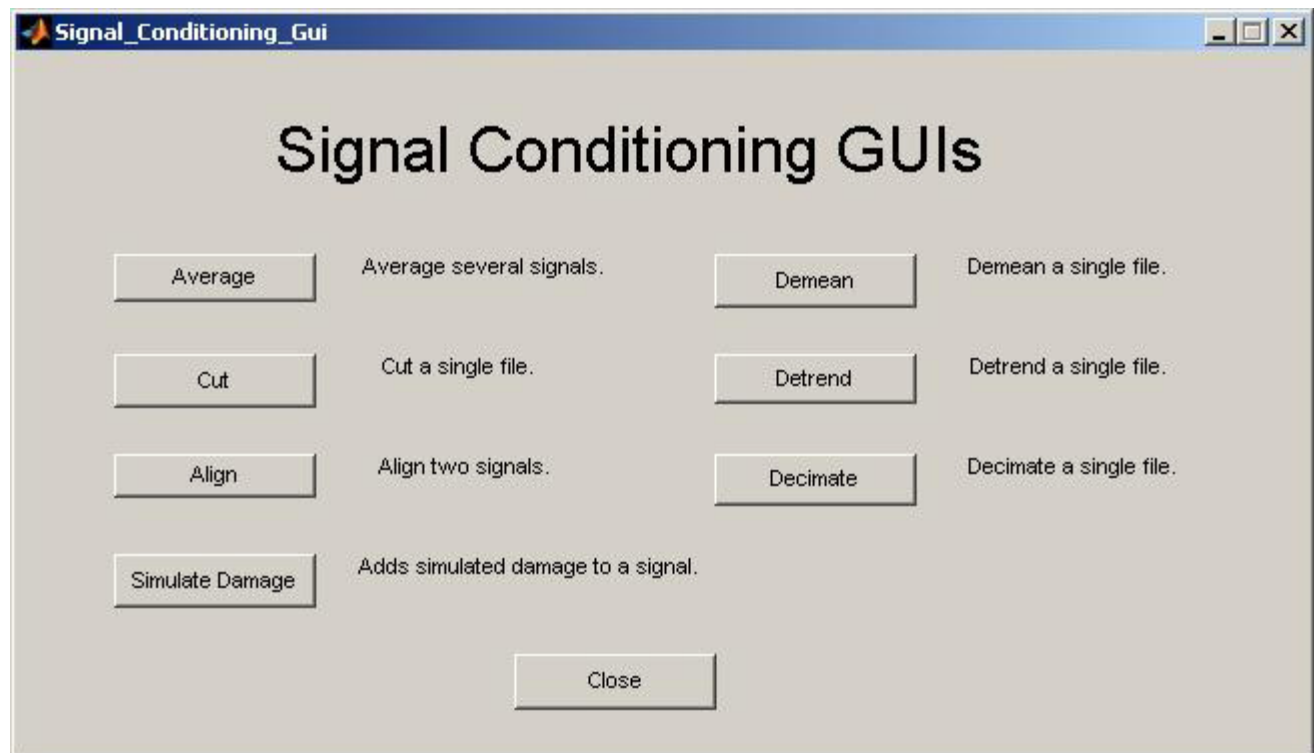 Signal_Conditioning_Gui
Signal Conditioning GUIs
Average
Average several signals.
Demean
Demean a single file.
Cut
Cut a single file.
Detrend
Detrend a single file.
Align
Align two signals.
Decimate
Decimate a single file.
Simulate Damage
Adds simulated damage to a signal.
Close